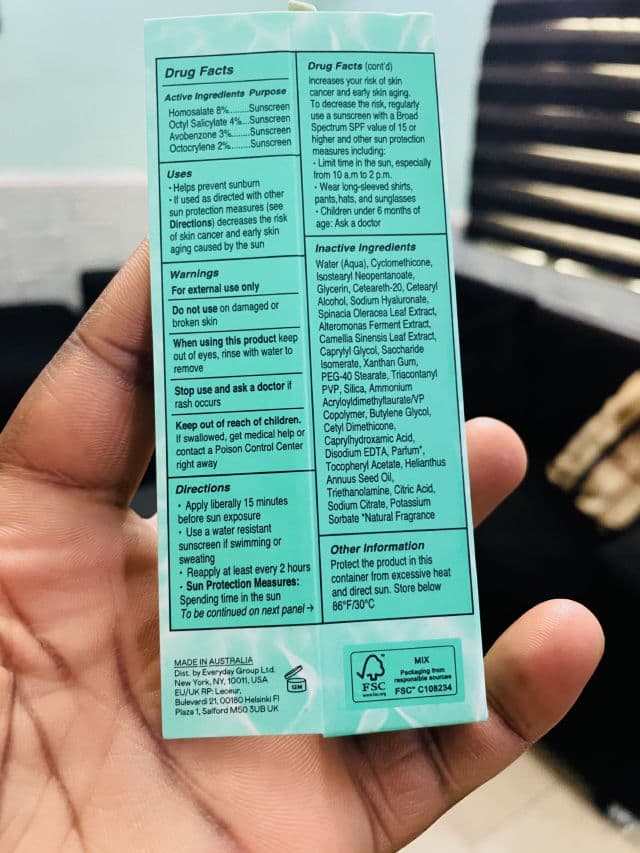 Drug Facts
Active Ingredients Purpose
Homosalate 8%........Sunscreen
Octyl Salicylate 4%...Sunscreen
Avobenzone 3%........Sunscreen
Octocrylene 2%........Sunscreen
Uses
· Helps prevent sunburn
· If used as directed with other
sun protection measures (see
Directions) decreases the risk
of skin cancer and early skin
aging caused by the sun
Warnings
For external use only
Do not use on damaged or
broken skin
When using this product keep
out of eyes, rinse with water to
remove
Stop use and ask a doctor if
rash occurs
Keep out of reach of children.
If swallowed, get medical help or
contact a Poison Control Center
right away
Directions
· Apply liberally 15 minutes
before sun exposure
· Use a water resistant
sunscreen if swimming or
sweating
· Reapply at least every 2 hours
· Sun Protection Measures:
Spending time in the sun
To be continued on next panel →
Drug Facts (cont'd)
increases your risk of skin
cancer and early skin aging.
To decrease the risk, regularly
use a sunscreen with a Broad
Spectrum SPF value of 15 or
higher and other sun protection
measures including:
· Limit time in the sun, especially
from 10 a.m to 2 p.m.
· Wear long-sleeved shirts,
pants, hats, and sunglasses
· Children under 6 months of
age: Ask a doctor
Inactive Ingredients
Water (Aqua), Cyclomethicone,
Isostearyl Neopentanoate,
Glycerin, Ceteareth-20, Cetearyl
Alcohol, Sodium Hyaluronate,
Spinacia Oleracea Leaf Extract,
Alteromonas Ferment Extract,
Camellia Sinensis Leaf Extract,
Caprylyl Glycol, Saccharide
Isomerate, Xanthan Gum,
PEG-40 Stearate, Triacontanyl
PVP, Silica, Ammonium
Acryloyldimethyltaurate/VP
Copolymer, Butylene Glycol,
Cetyl Dimethicone,
Caprylhydroxamic Acid,
Disodium EDTA, Parfum*,
Tocopheryl Acetate, Helianthus
Annuus Seed Oil,
Triethanolamine, Citric Acid,
Sodium Citrate, Potassium
Sorbate *Natural Fragrance
Other Information
Protect the product in this
container from excessive heat
and direct sun. Store below
86°F/30°C
MADE IN AUSTRALIA
Dist. by Everyday Group Ltd.
New York, NY, 10011, USA
EU/UK RP: Leceur,
Bulevardi 21, 00180 Helsinki FI
Plaza 1, Salford M50 3UB UK
12M
FSC
www.fsc.org
MIX
Packaging from
responsible sources
FSC® C108234